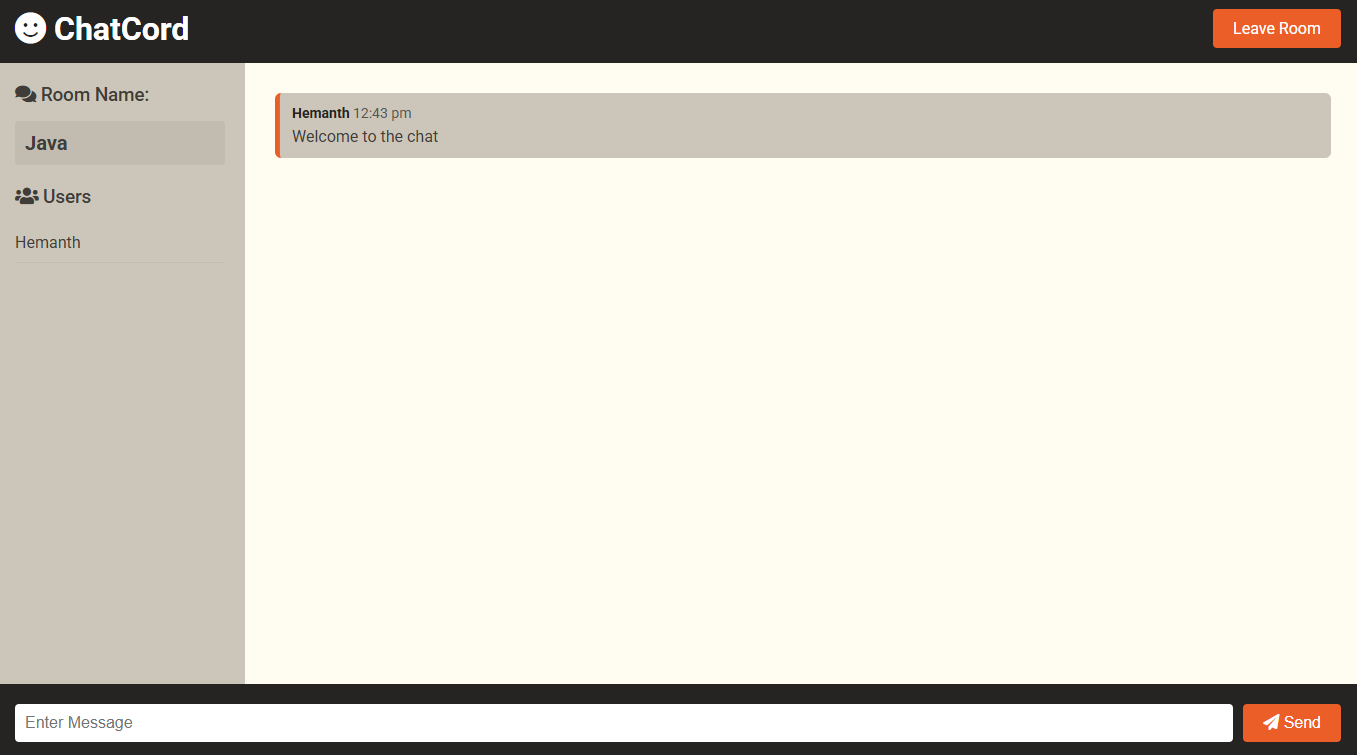 ChatCord
Leave Room
Room Name:
Java
Users
Hemanth
Hemanth 12:43 pm
Welcome to the chat
Enter Message
Send